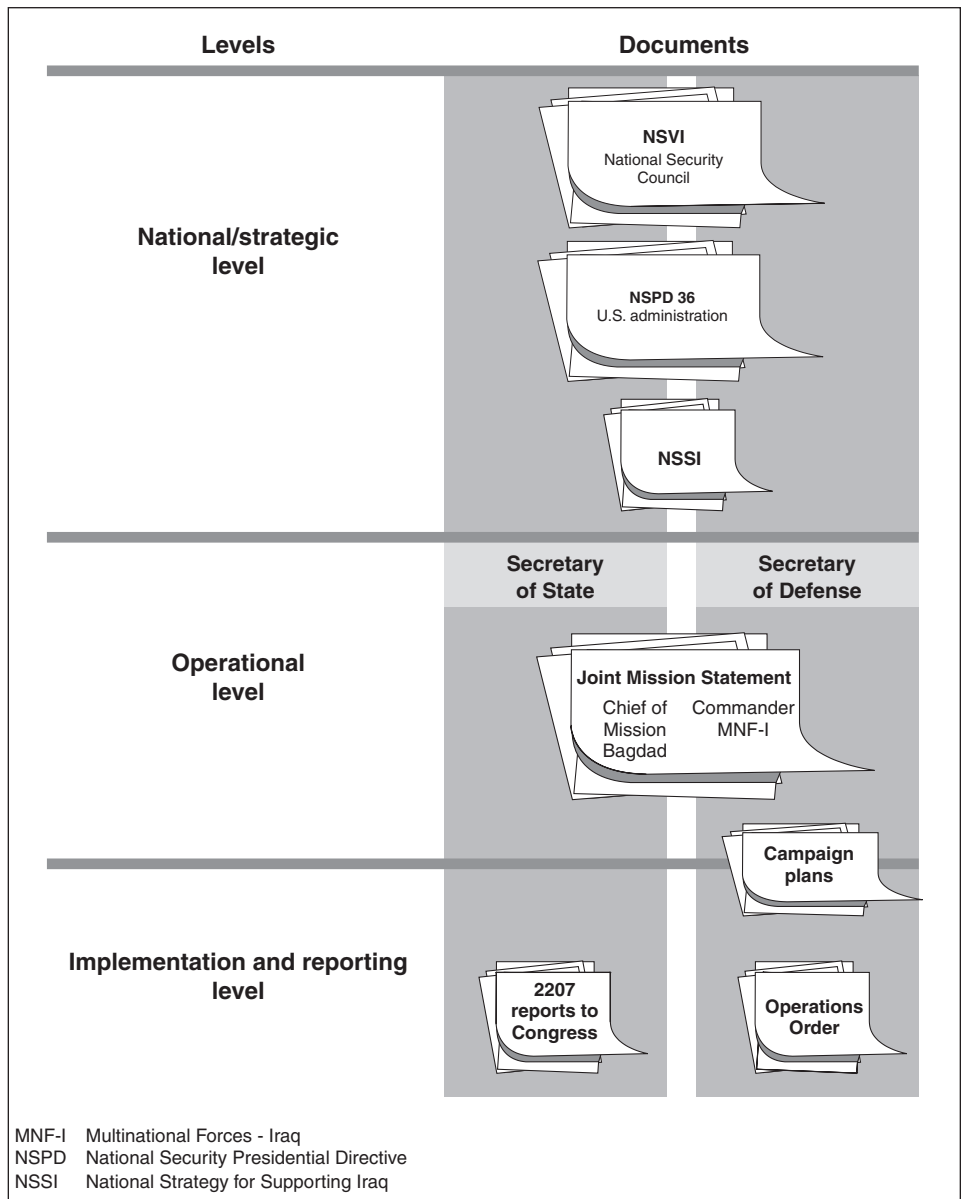 Levels
Documents
NSVI
National Security
Council
National/strategic
level
NSPD 36
U.S. administration
NSSI
Secretary
of State
Secretary
of Defense
Operational
level
Joint Mission Statement
Chief of
Mission
Bagdad
Commander
MNF-I
Campaign
plans
Implementation and reporting
level
2207
reports to
Congress
Operations
Order
MNF-I Multinational Forces - Iraq
NSPD National Security Presidential Directive
NSSI National Strategy for Supporting Iraq